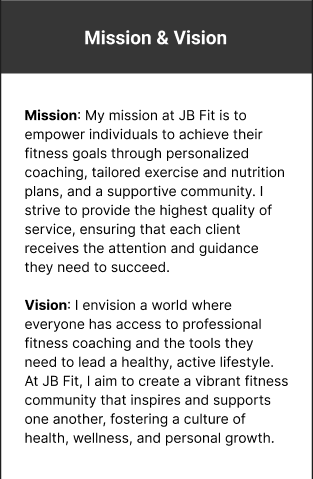 Mission & Vision
Mission: My mission at JB Fit is to
empower individuals to achieve their
fitness goals through personalized
coaching, tailored exercise and nutrition
plans, and a supportive community. I
strive to provide the highest quality of
service, ensuring that each client
receives the attention and guidance
they need to succeed.
Vision: I envision a world where
everyone has access to professional
fitness coaching and the tools they
need to lead a healthy, active lifestyle.
At JB Fit, I aim to create a vibrant fitness
community that inspires and supports
one another, fostering a culture of
health, wellness, and personal growth.